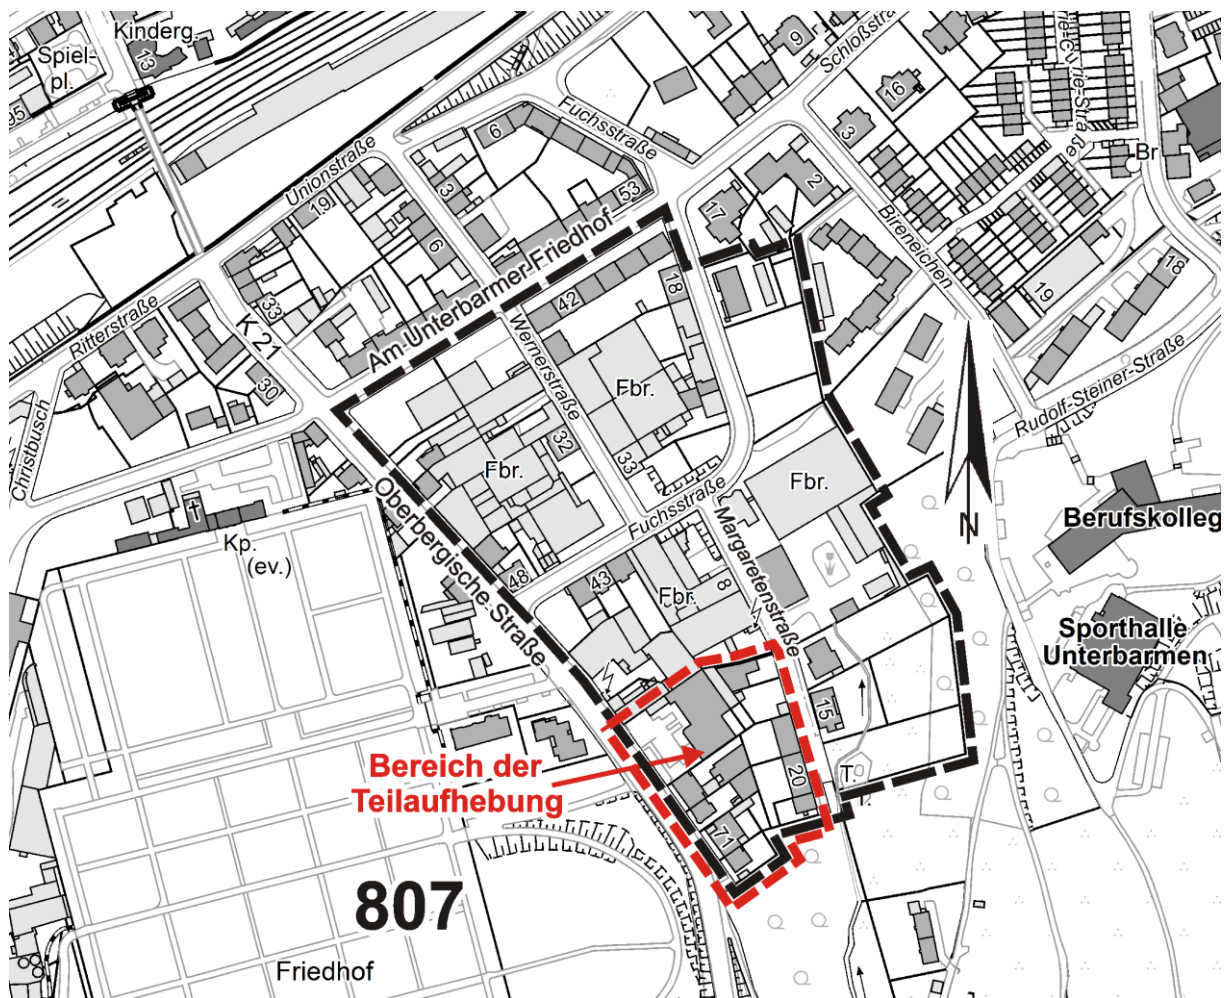 Kinderg.
13
Spiel-
pl.
95
9
Schloßstra
16
3
Br
Fuchsstraße
6
Unionstraße
3
53
19
6
17
2
Bireneichen
18
19
Ritterstraße
33
K 21
Am Unterbarmer Friedhof
42
18
Wernerstraße
30
Christbusch
Rudolf-Steiner-Straße
Fbr.
32
33
Fbr.
Fbr.
Oberbergische Straße
Fuchsstraße
Margaretenstraße
N
Berufskolleg
Kp.
(ev.)
48
43
Fbr.
8
Sporthalle
Unterbarmen
15
Bereich der
Teilaufhebung
20
T.
T.
71
807
Friedhof